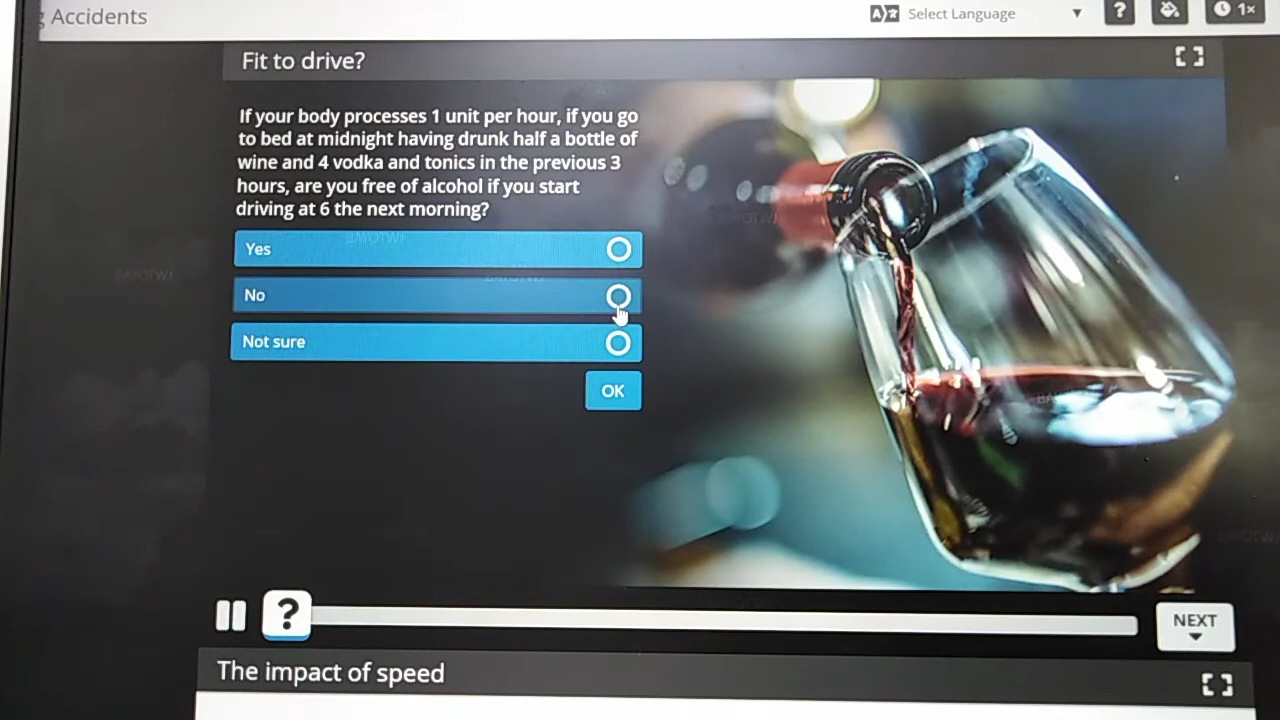 Accidents
Select Language
?
1×
Fit to drive?
If your body processes 1 unit per hour, if you go
to bed at midnight having drunk half a bottle of
wine and 4 vodka and tonics in the previous 3
hours, are you free of alcohol if you start
driving at 6 the next morning?
Yes
No
Not sure
OK
?
NEXT
The impact of speed